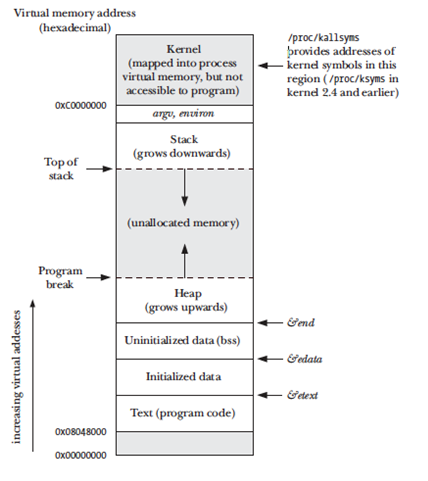 Virtual memory address
(hexadecimal)
/proc/kallsyms
provides addresses of
kernel symbols in this
region (/proc/ksyms in
kernel 2.4 and earlier)
Kernel
(mapped into process
virtual memory, but not
accessible to program)
0xC0000000
argv, environ
Stack
(grows downwards)
Top of
stack
(unallocated memory)
Program
break
Heap
(grows upwards)
&end
Uninitialized data (bss)
&edata
Initialized data
&etext
Text (program code)
0x08048000
0x00000000
increasing virtual addesses